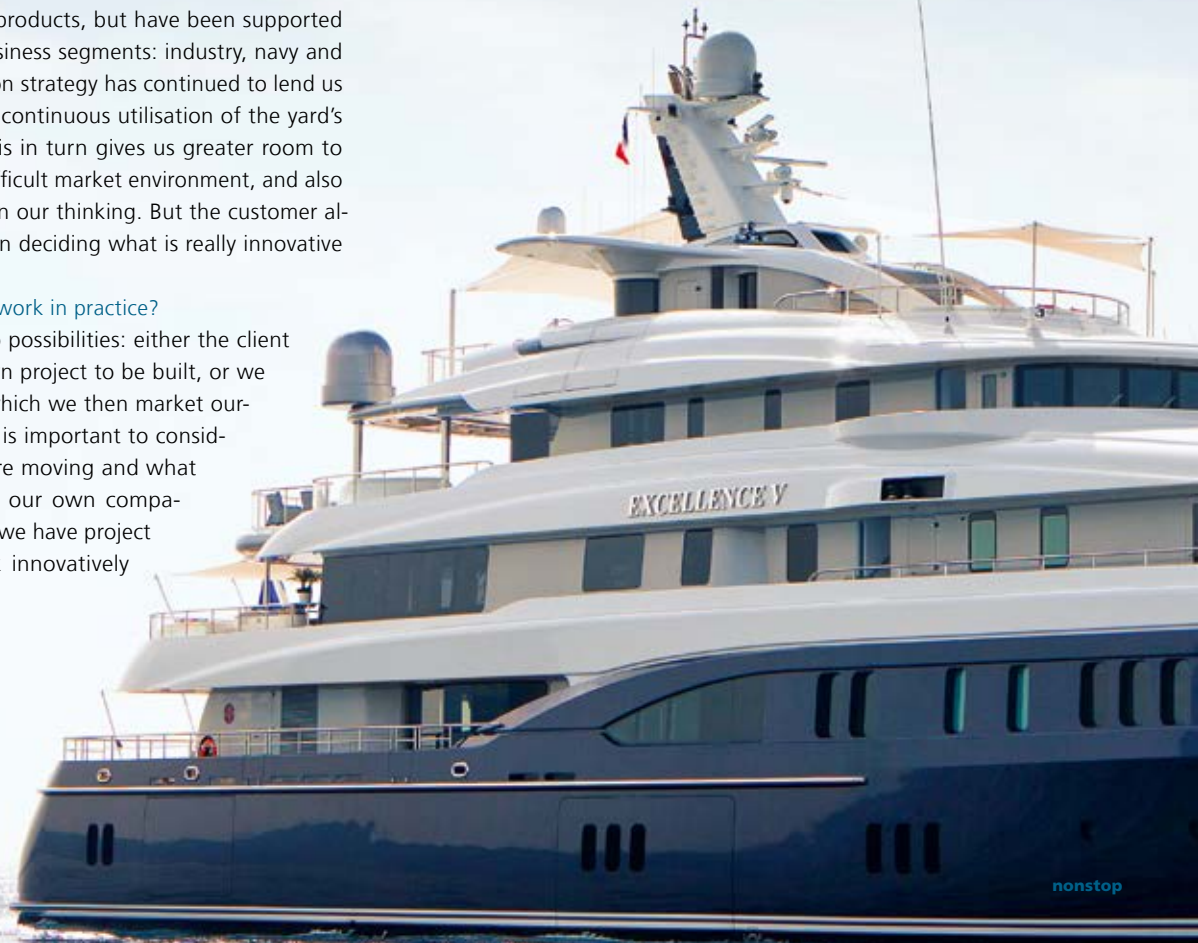 products, but have been supported
siness segments: industry, navy and
on strategy has continued to lend us
continuous utilisation of the yard's
is in turn gives us greater room to
ficult market environment, and also
n our thinking. But the customer al-
n deciding what is really innovative
work in practice?
possibilities: either the client
n project to be built, or we
which we then market our-
is important to consid-
re moving and what
our own compa-
we have project
innovatively
EXCELLENCE V
nonstop